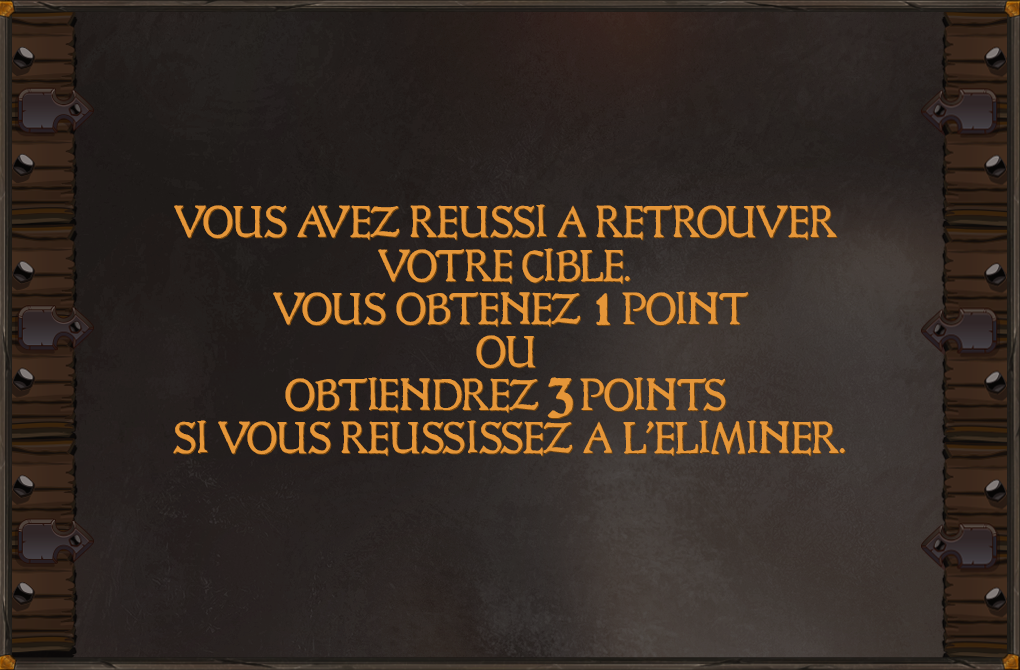 VOUS AVEZ REUSSI A RETROUVER
VOTRE CIBLE.
VOUS OBTENEZ 1 POINT
OU
OBTIENDREZ 3 POINTS
SI VOUS REUSSISSEZ A L'ELIMINER.